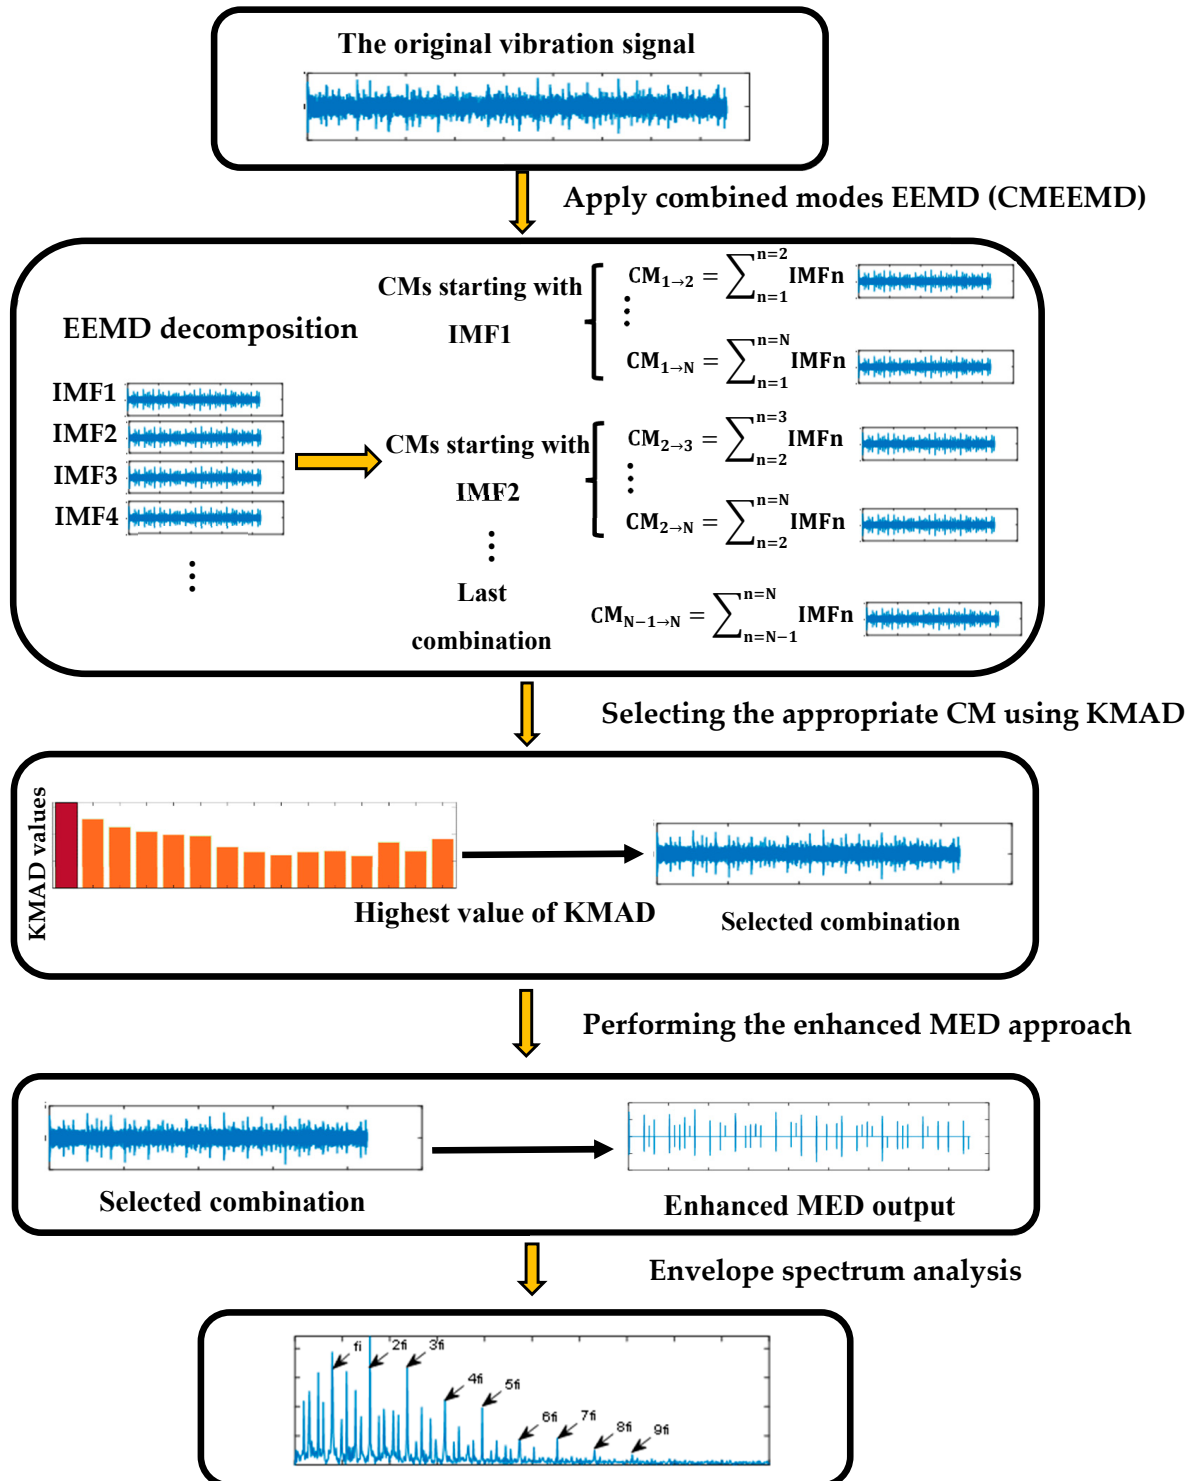 The original vibration signal
Apply combined modes EEMD (CMEEMD)
EEMD decomposition
IMF1
IMF2
IMF3
IMF4
⋮
CMs starting with
IMF1
CM₁→₂ = ∑ₙ₌₁ⁿ⁼² IMFn
⋮
CM₁→N = ∑ₙ₌₁ⁿ⁼ᴺ IMFn
CMs starting with
IMF2
CM₂→₃ = ∑ₙ₌₂ⁿ⁼³ IMFn
⋮
CM₂→N = ∑ₙ₌₂ⁿ⁼ᴺ IMFn
⋮
Last
combination
CM_N−1→N = ∑_n=N−1^n=N IMFn
Selecting the appropriate CM using KMAD
KMAD values
Highest value of KMAD
Selected combination
Performing the enhanced MED approach
Selected combination
Enhanced MED output
Envelope spectrum analysis
fi
2fi
3fi
4fi
5fi
6fi
7fi
8fi
9fi